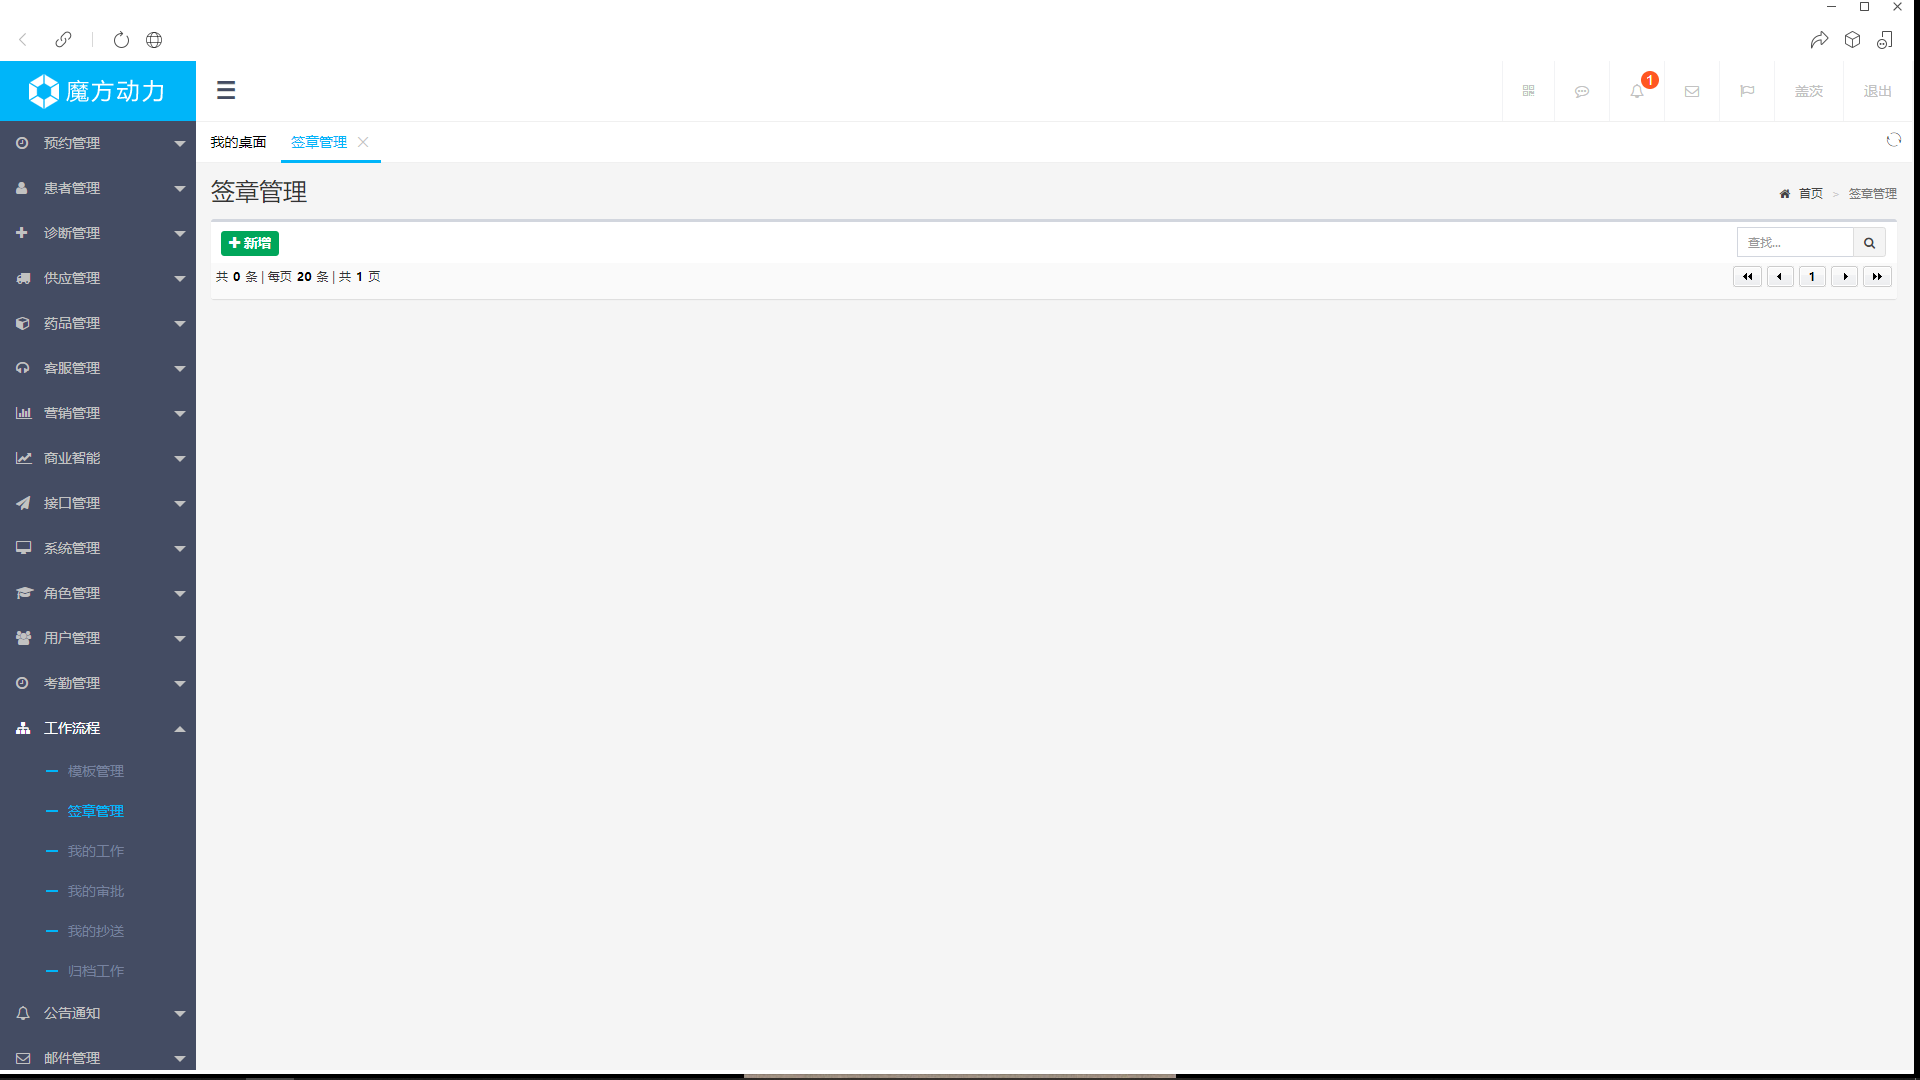 魔方动力
1
盖茨
退出
预约管理
患者管理
诊断管理
供应管理
药品管理
客服管理
营销管理
商业智能
接口管理
系统管理
角色管理
用户管理
考勤管理
工作流程
模板管理
签章管理
我的工作
我的审批
我的抄送
归档工作
公告通知
邮件管理
我的桌面 签章管理
签章管理
首页 > 签章管理
新增
查找...
共 0 条 | 每页 20 条 | 共 1 页
1